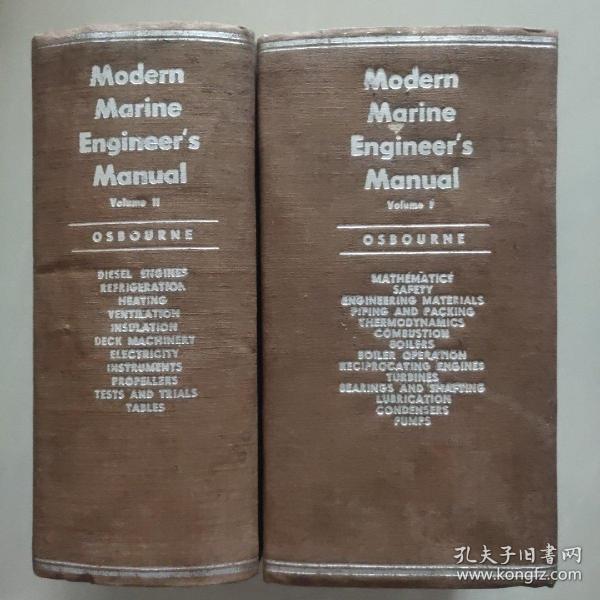 Modern
Marine
Engineer's
Manual
Volume II
OSBOURNE
DIESEL ENGINES
REFRIGERATION
HEATING
VENTILATION
INSULATION
DECK MACHINERY
ELECTRICITY
INSTRUMENTS
PROPELLERS
TESTS AND TRIALS
TABLES
Modern
Marine
Engineer's
Manual
Volume I
OSBOURNE
MATHEMATICS
SAFETY
ENGINEERING MATERIALS
PIPING AND PACKING
THERMODYNAMICS
COMBUSTION
BOILERS
BOILER OPERATION
RECIPROCATING ENGINES
TURBINES
BEARINGS AND SHAFTING
LUBRICATION
CONDENSERS
PUMPS
孔夫子旧书网
www.kongfz.com